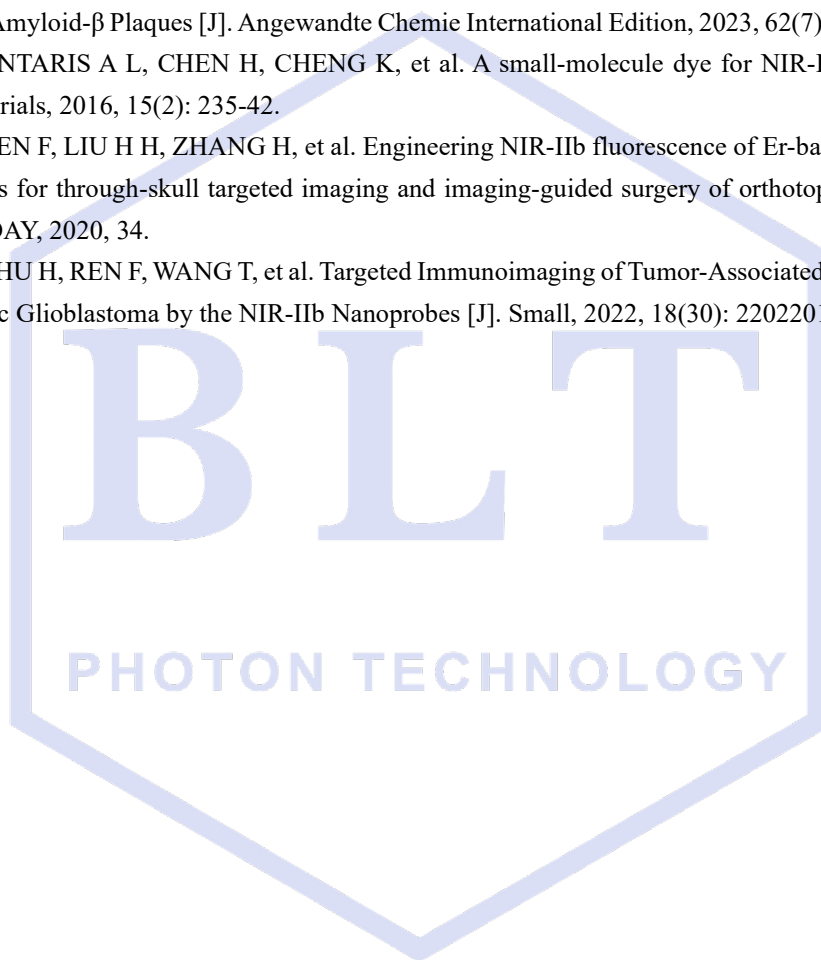 Amyloid-β Plaques [J]. Angewandte Chemie International Edition, 2023, 62(7)
NTARIS A L, CHEN H, CHENG K, et al. A small-molecule dye for NIR-I
rials, 2016, 15(2): 235-42.
EN F, LIU H H, ZHANG H, et al. Engineering NIR-IIb fluorescence of Er-ba
s for through-skull targeted imaging and imaging-guided surgery of orthotop
DAY, 2020, 34.
HU H, REN F, WANG T, et al. Targeted Immunoimaging of Tumor-Associated
c Glioblastoma by the NIR-IIb Nanoprobes [J]. Small, 2022, 18(30): 220220
BLT
PHOTON TECHNOLOGY